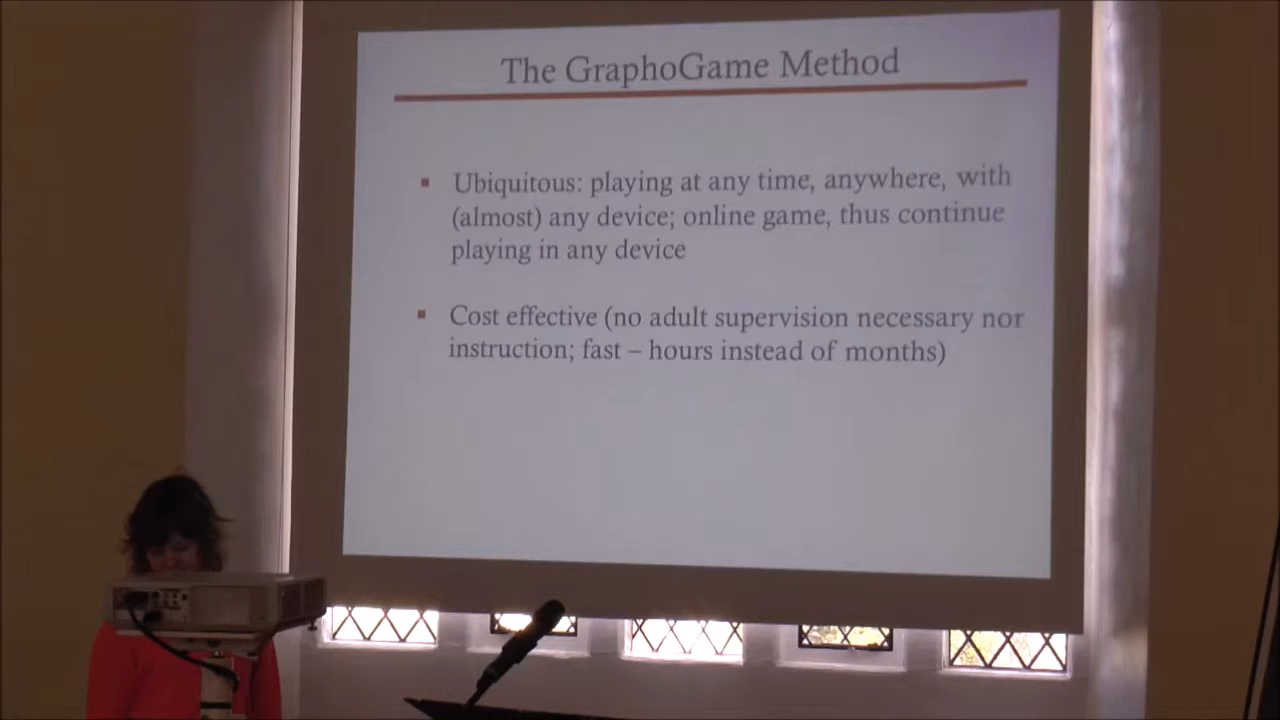 The GraphoGame Method
Ubiquitous: playing at any time, anywhere, with
(almost) any device; online game, thus continue
playing in any device
Cost effective (no adult supervision necessary nor
instruction; fast – hours instead of months)